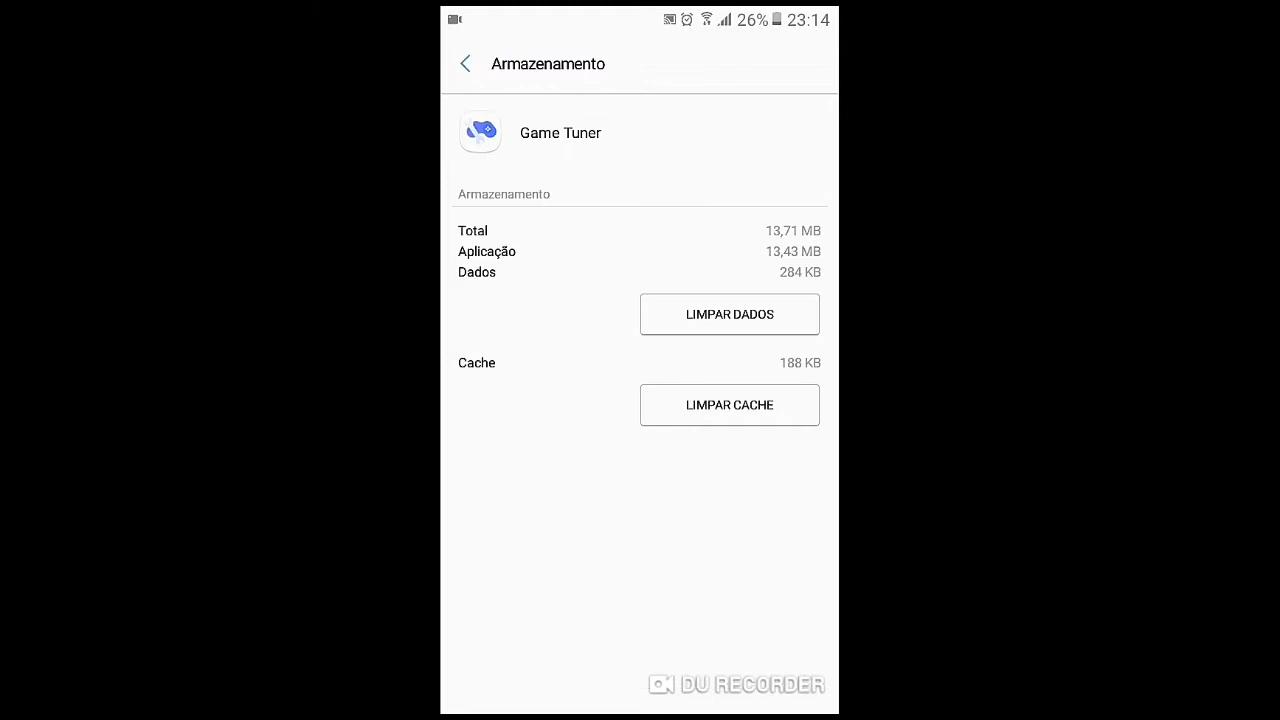 26% 23:14
Armazenamento
Game Tuner
Armazenamento
Total 13,71 MB
Aplicação 13,43 MB
Dados 284 KB
LIMPAR DADOS
Cache 188 KB
LIMPAR CACHE
DU RECORDER